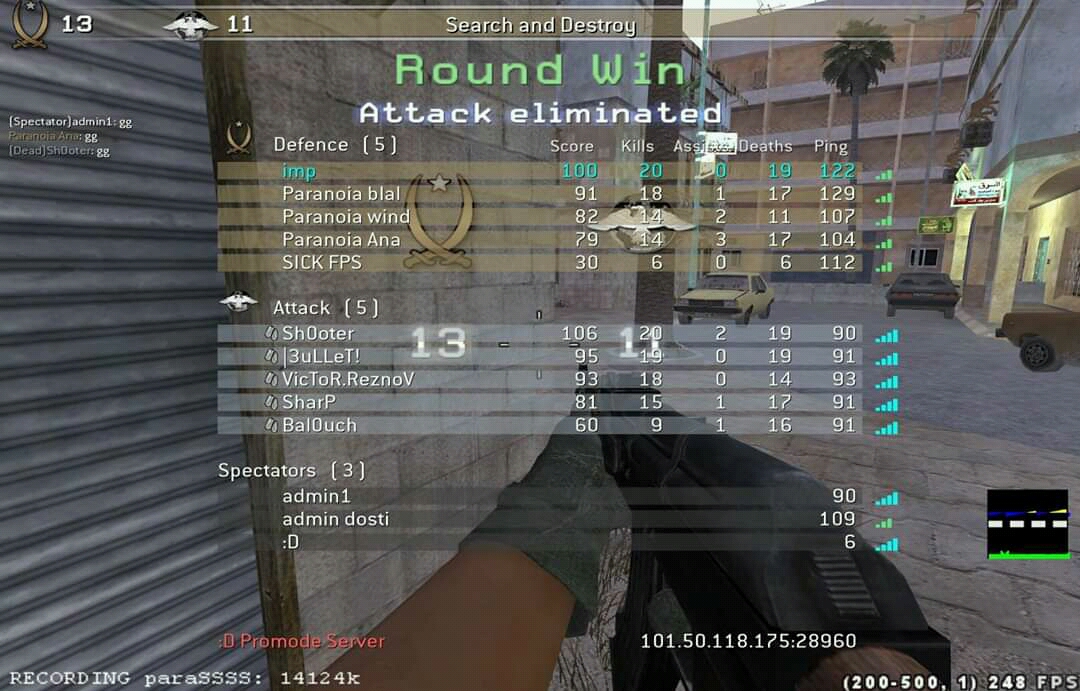 13 11 Search and Destroy
Round Win
Attack eliminated
[Spectator]admin1: gg
Paranoia Ana: gg
[Dead]Sh0oter: gg
Defence (5) Score Kills Assists Deaths Ping
imp 100 20 0 19 122
Paranoia blal 91 18 1 17 129
Paranoia wind 82 14 2 11 107
Paranoia Ana 79 14 3 17 104
SICK FPS 30 6 0 6 112
Attack (5)
13 - 11
Sh0oter 106 20 2 19 90
|3uLLeT! 95 19 0 19 91
VicToR.ReznoV 93 18 0 14 93
SharP 81 15 1 17 91
Bal0uch 60 9 1 16 91
Spectators (3)
admin1 90
admin dosti 109
:D 6
:D Promode Server 101.50.118.175:28960
RECORDING paraSSSS: 14124k
(200-500, 1) 248 FPS